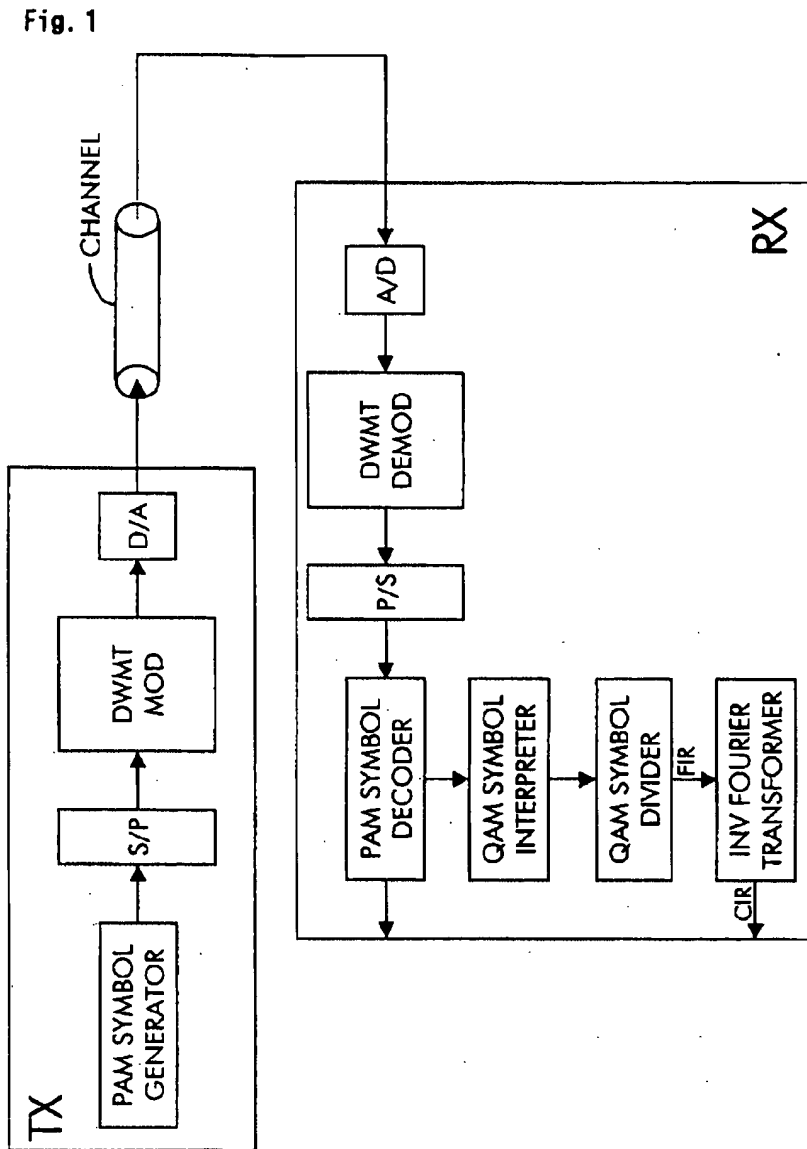 Fig. 1
TX
PAM SYMBOL
GENERATOR
S/P
DWMT
MOD
D/A
CHANNEL
RX
A/D
DWMT
DEMOD
P/S
PAM SYMBOL
DECODER
QAM SYMBOL
INTERPRETER
QAM SYMBOL
DIVIDER
FIR
INV FOURIER
TRANSFORMER
CIR